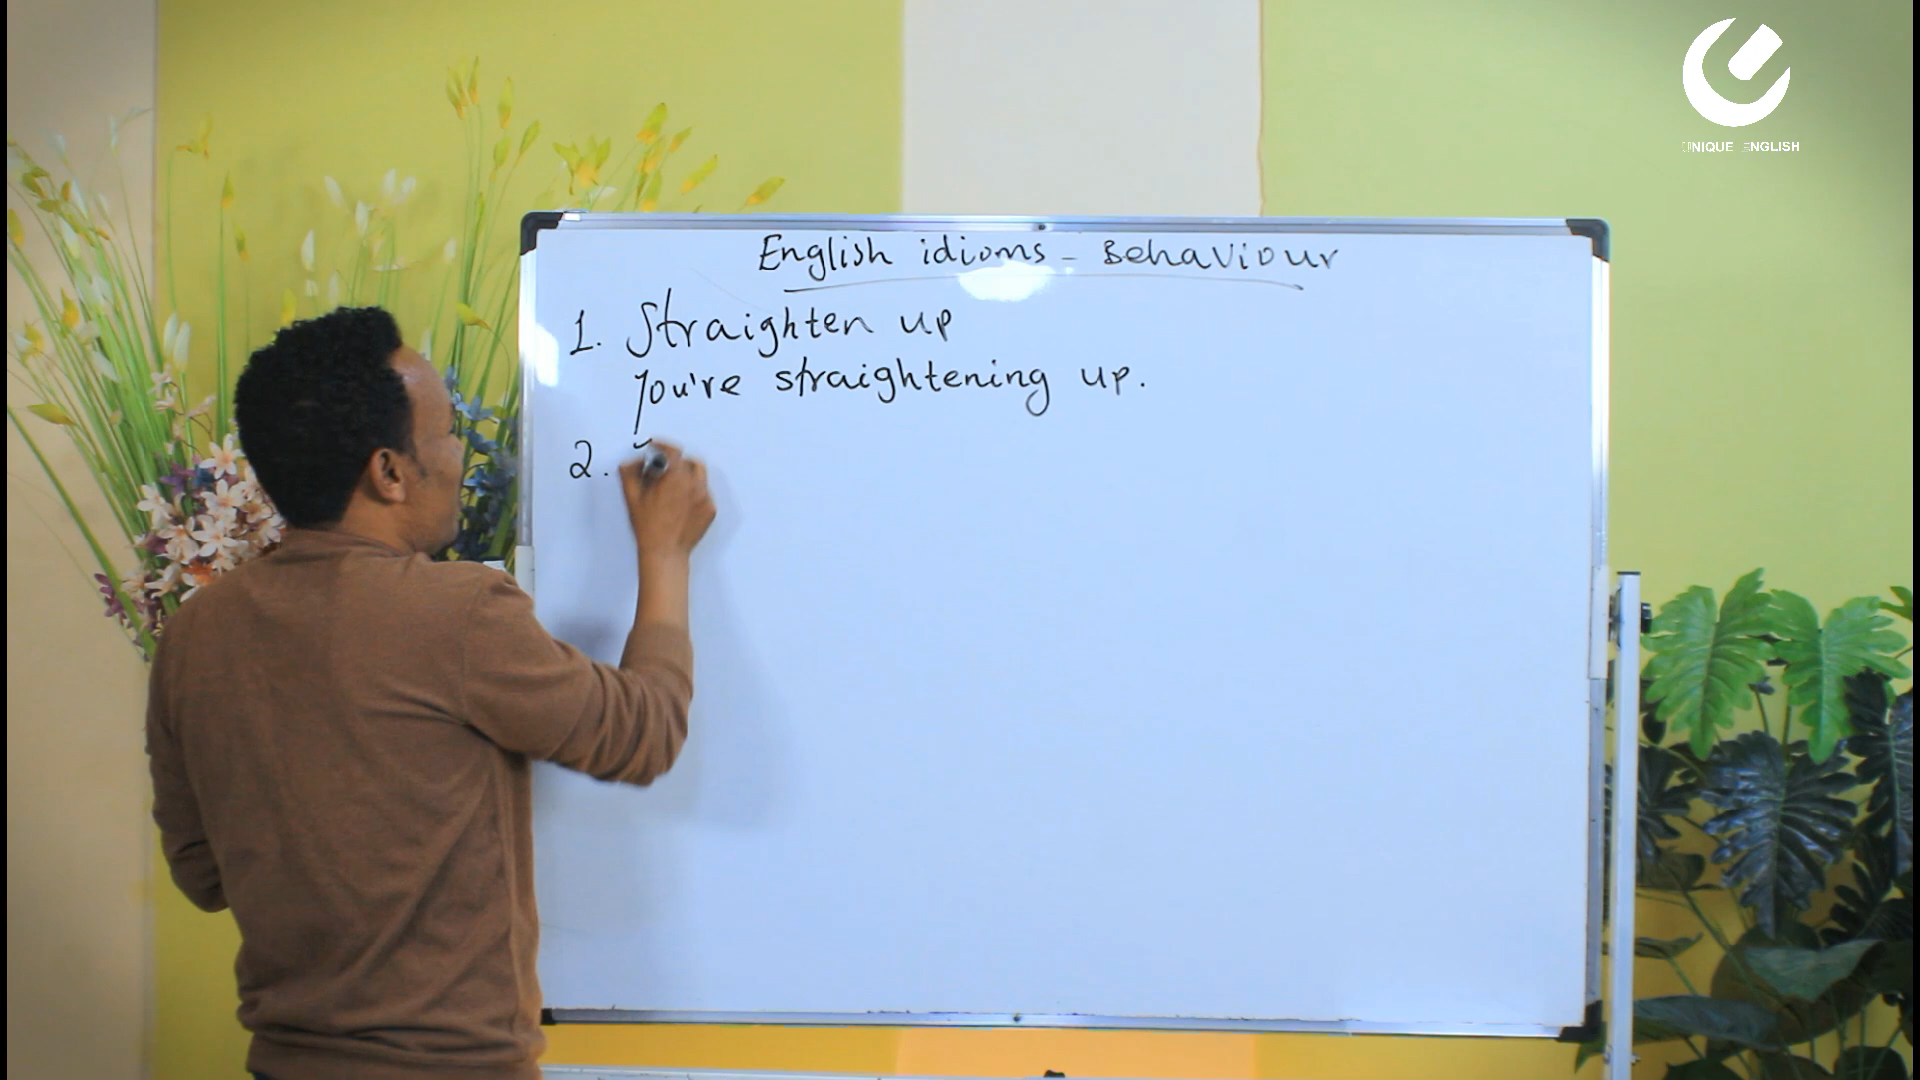 UNIQUE ENGLISH
English idioms - Behaviour
1. Straighten up
You're straightening up.
2.